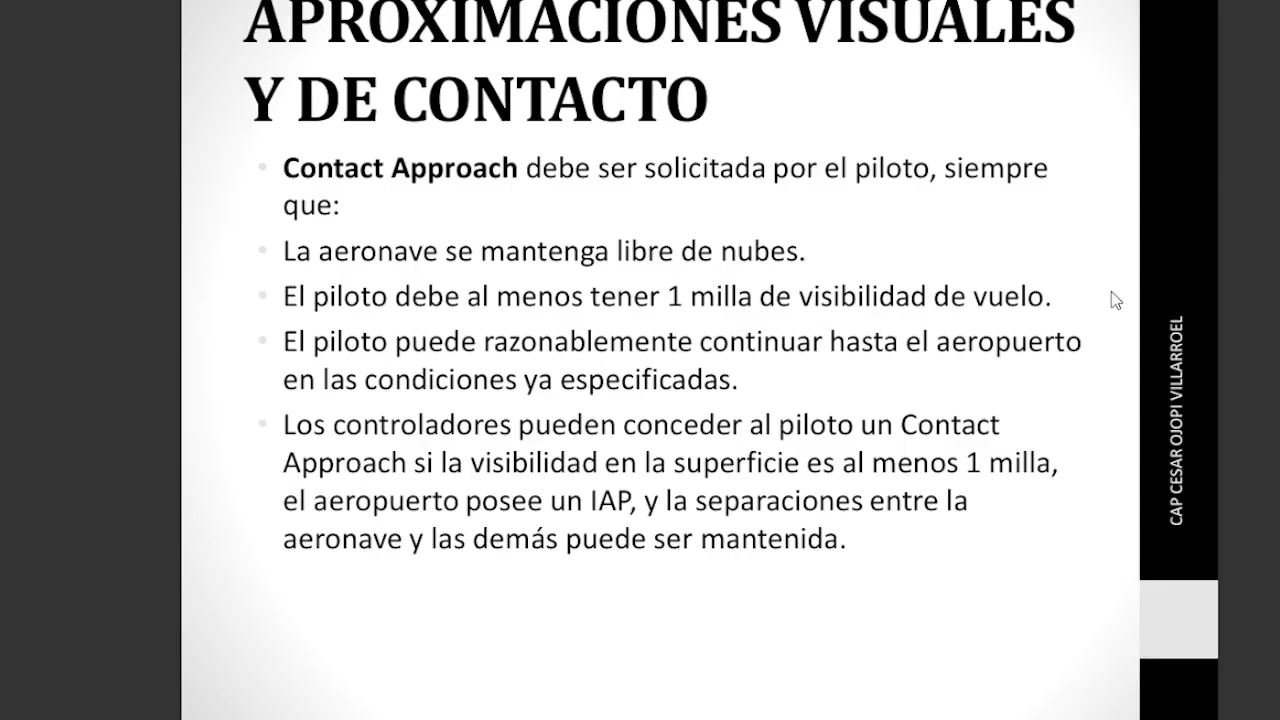 APROXIMACIONES VISUALES
Y DE CONTACTO
Contact Approach debe ser solicitada por el piloto, siempre
que:
La aeronave se mantenga libre de nubes.
El piloto debe al menos tener 1 milla de visibilidad de vuelo.
El piloto puede razonablemente continuar hasta el aeropuerto
en las condiciones ya especificadas.
Los controladores pueden conceder al piloto un Contact
Approach si la visibilidad en la superficie es al menos 1 milla,
el aeropuerto posee un IAP, y la separaciones entre la
aeronave y las demás puede ser mantenida.
CAP CESAR OJOPI VILLARROEL